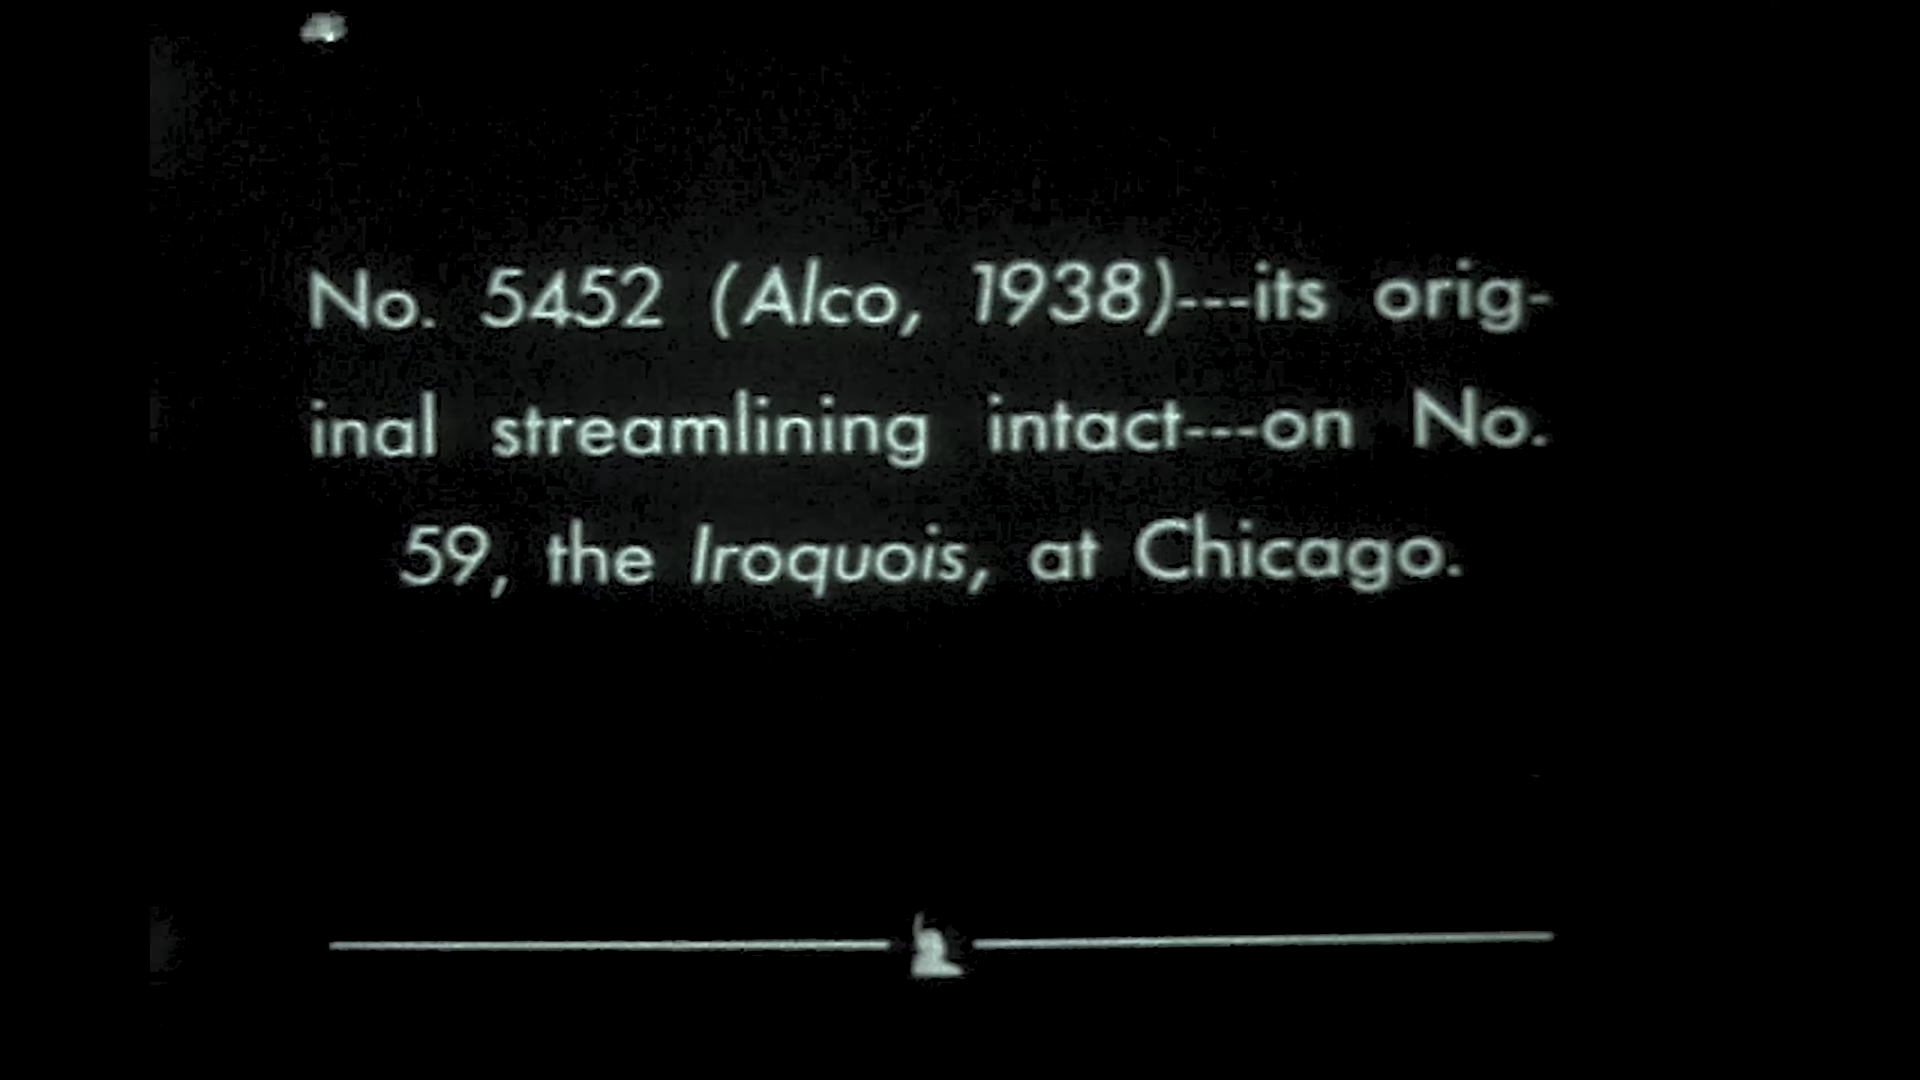 No. 5452 (Alco, 1938)---its orig-
inal streamlining intact---on No.
59, the Iroquois, at Chicago.